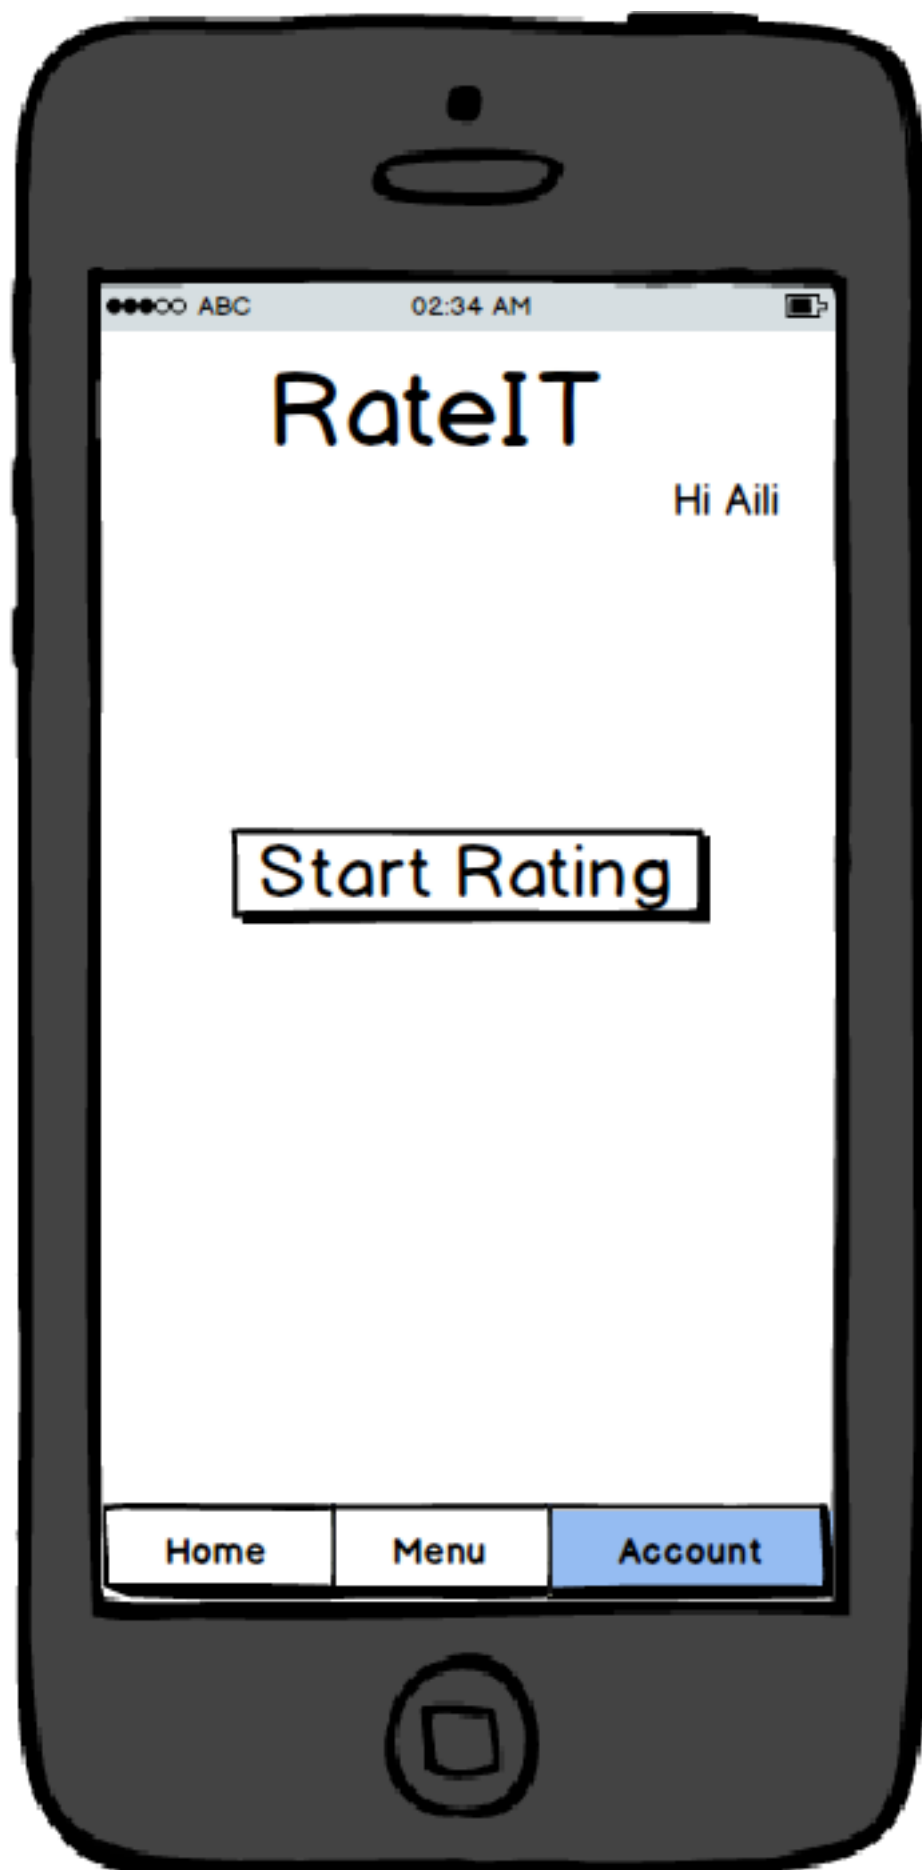 ABC 02:34 AM
RateIT
Hi Aili
Start Rating
Home Menu Account